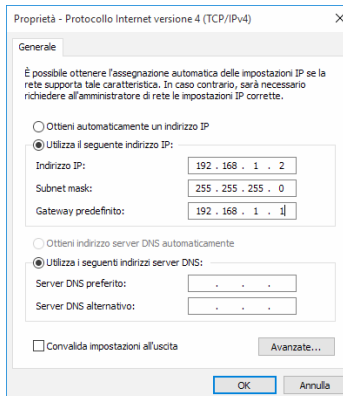 Proprietà - Protocollo Internet versione 4 (TCP/IPv4)
Generale
È possibile ottenere l'assegnazione automatica delle impostazioni IP se la
rete supporta tale caratteristica. In caso contrario, sarà necessario
richiedere all'amministratore di rete le impostazioni IP corrette.
Ottieni automaticamente un indirizzo IP
Utilizza il seguente indirizzo IP:
Indirizzo IP: 192 . 168 . 1 . 2
Subnet mask: 255 . 255 . 255 . 0
Gateway predefinito: 192 . 168 . 1 . 1
Ottieni indirizzo server DNS automaticamente
Utilizza i seguenti indirizzi server DNS:
Server DNS preferito: . . .
Server DNS alternativo: . . .
Convalida impostazioni all'uscita
Avanzate...
OK Annulla